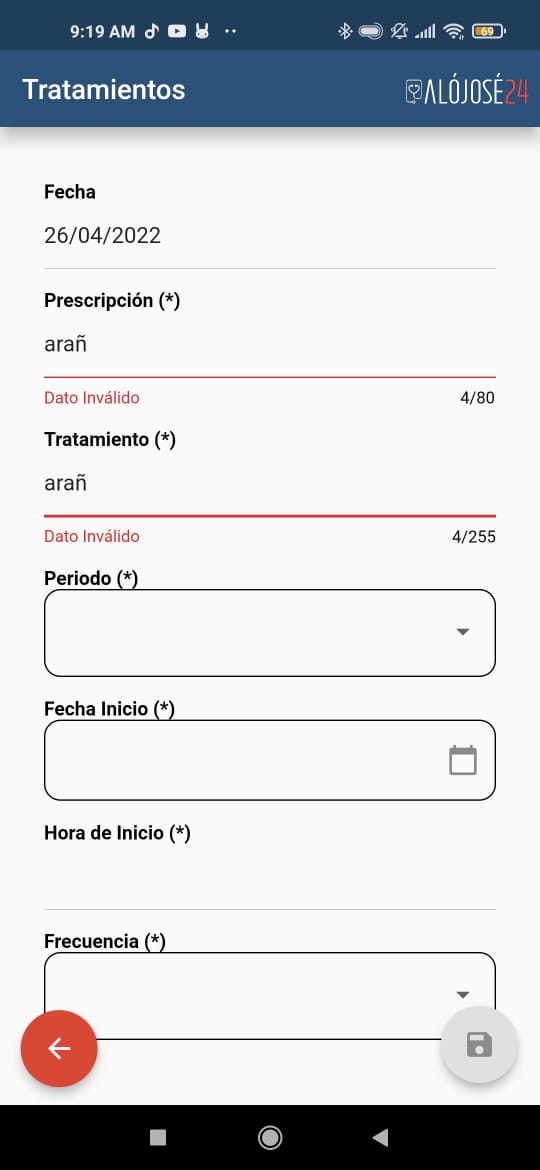 9:19 AM
69
Tratamientos
ALÓJOSÉ24
Fecha
26/04/2022
Prescripción (*)
arañ
Dato Inválido 4/80
Tratamiento (*)
arañ
Dato Inválido 4/255
Periodo (*)
Fecha Inicio (*)
Hora de Inicio (*)
Frecuencia (*)